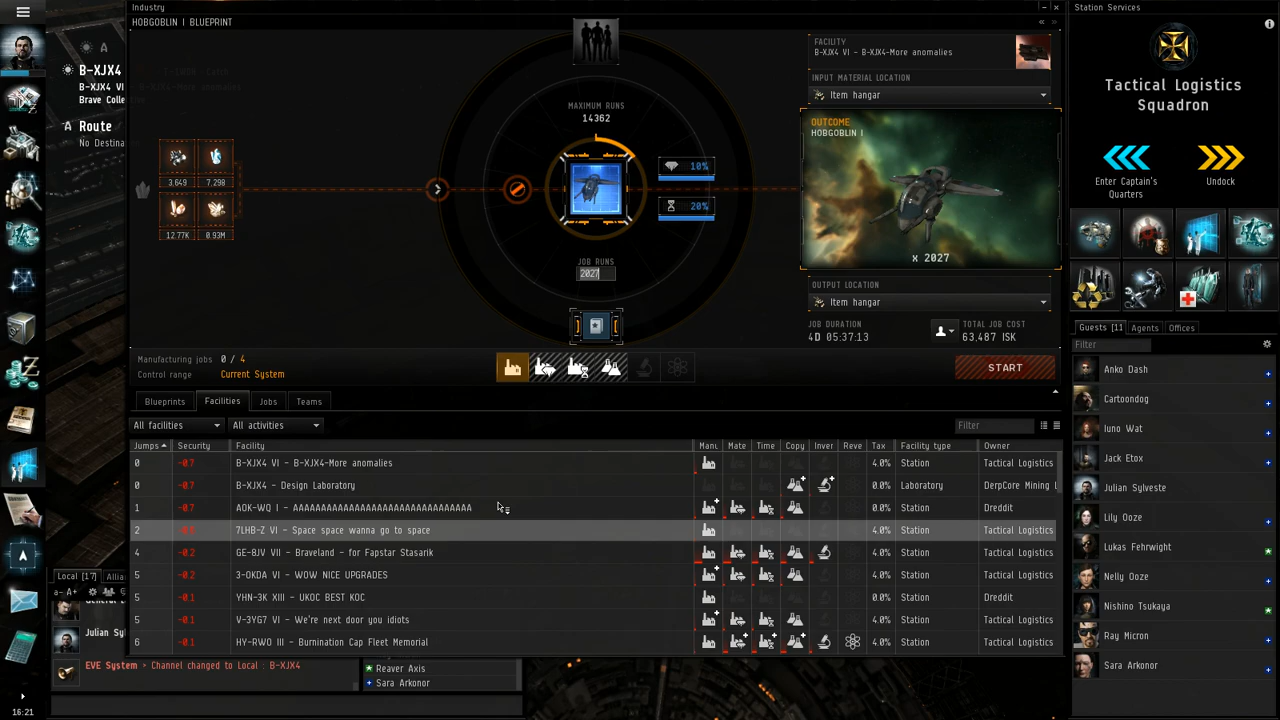 Industry
HOBGOBLIN I BLUEPRINT
B-XJX4
B-XJX4 VI
Brave Colle
A Route
No Destina
MAXIMUM RUNS
14362
10%
20%
3.649
7.298
12.77K
0.93M
JOB RUNS
2027
FACILITY
B-XJX4 VI - B-XJX4-More anomalies
INPUT MATERIAL LOCATION
Item hangar
OUTCOME
HOBGOBLIN I
x 2027
OUTPUT LOCATION
Item hangar
JOB DURATION
4D 05:37:13
TOTAL JOB COST
63,487 ISK
Manufacturing jobs 0 / 4
Control range Current System
START
Blueprints Facilities Jobs Teams
All facilities All activities Filter
Jumps Security Facility Manu Mate Time Copy Inver Reve Tax Facility type Owner
0 -0.7 B-XJX4 VI - B-XJX4-More anomalies 4.0% Station Tactical Logistics
0 -0.7 B-XJX4 - Design Laboratory 0.0% Laboratory DerpCore Mining
1 -0.7 AOK-WQ I - AAAAAAAAAAAAAAAAAAAAAAAAAAAAAAAAA 0.0% Station Dreddit
2 7LHB-Z VI - Space space wanna go to space 4.0% Station Tactical Logistics
4 -0.2 GE-8JV VII - Braveland - for Fapstar Stasarik 4.0% Station Tactical Logistics
5 -0.2 3-OKDA VI - WOW NICE UPGRADES 4.0% Station Tactical Logistics
5 -0.1 YHN-3K XIII - UKOC BEST KOC 0.0% Station Dreddit
5 -0.1 V-3YG7 VI - We're next door you idiots 4.0% Station Tactical Logistics
6 -0.1 HY-RWO III - Burnination Cap Fleet Memorial 4.0% Station Tactical Logistics
Station Services
Tactical Logistics
Squadron
Enter Captain's
Quarters
Undock
Guests [11] Agents Offices
Filter
Anko Dash
Cartoondog
Iuno Wat
Jack Etox
Julian Sylveste
Lily Ooze
Lukas Fehrwight
Nelly Ooze
Nishino Tsukaya
Ray Micron
Sara Arkonor
Local [17] Allia
a- A+
Julian Syl
EVE System > Channel changed to Local : B-XJX4
Reaver Axis
Sara Arkonor
16:21